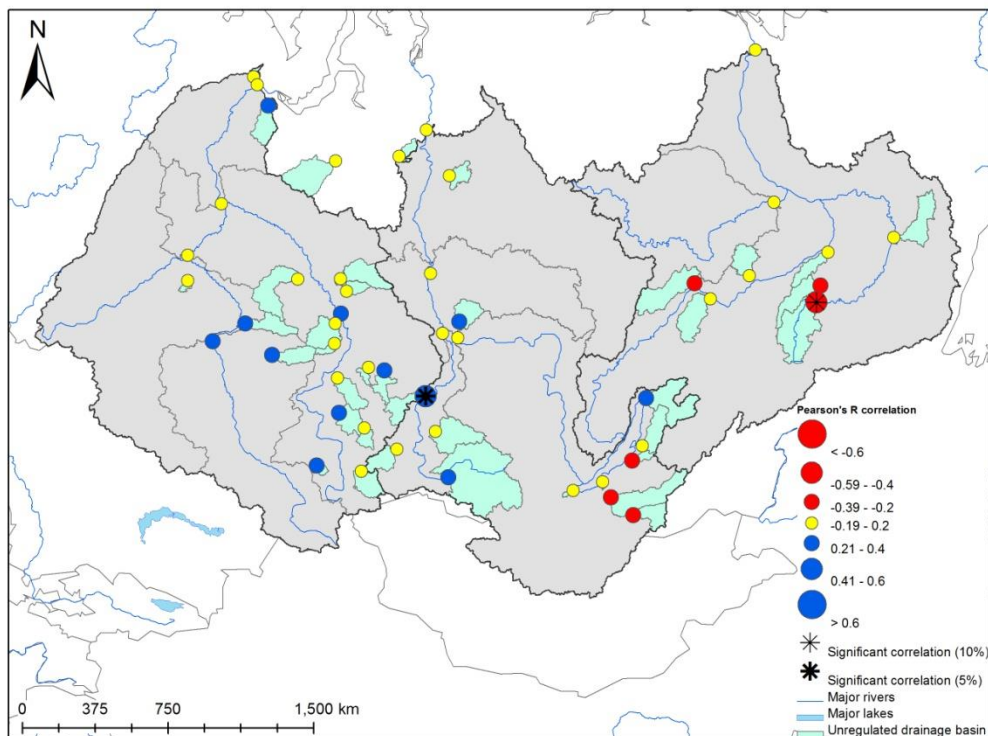 N
Pearson's R correlation
< -0.6
-0.59 - -0.4
-0.39 - -0.2
-0.19 - 0.2
0.21 - 0.4
0.41 - 0.6
> 0.6
Significant correlation (10%)
Significant correlation (5%)
Major rivers
Major lakes
Unregulated drainage basin
0 375 750 1,500 km